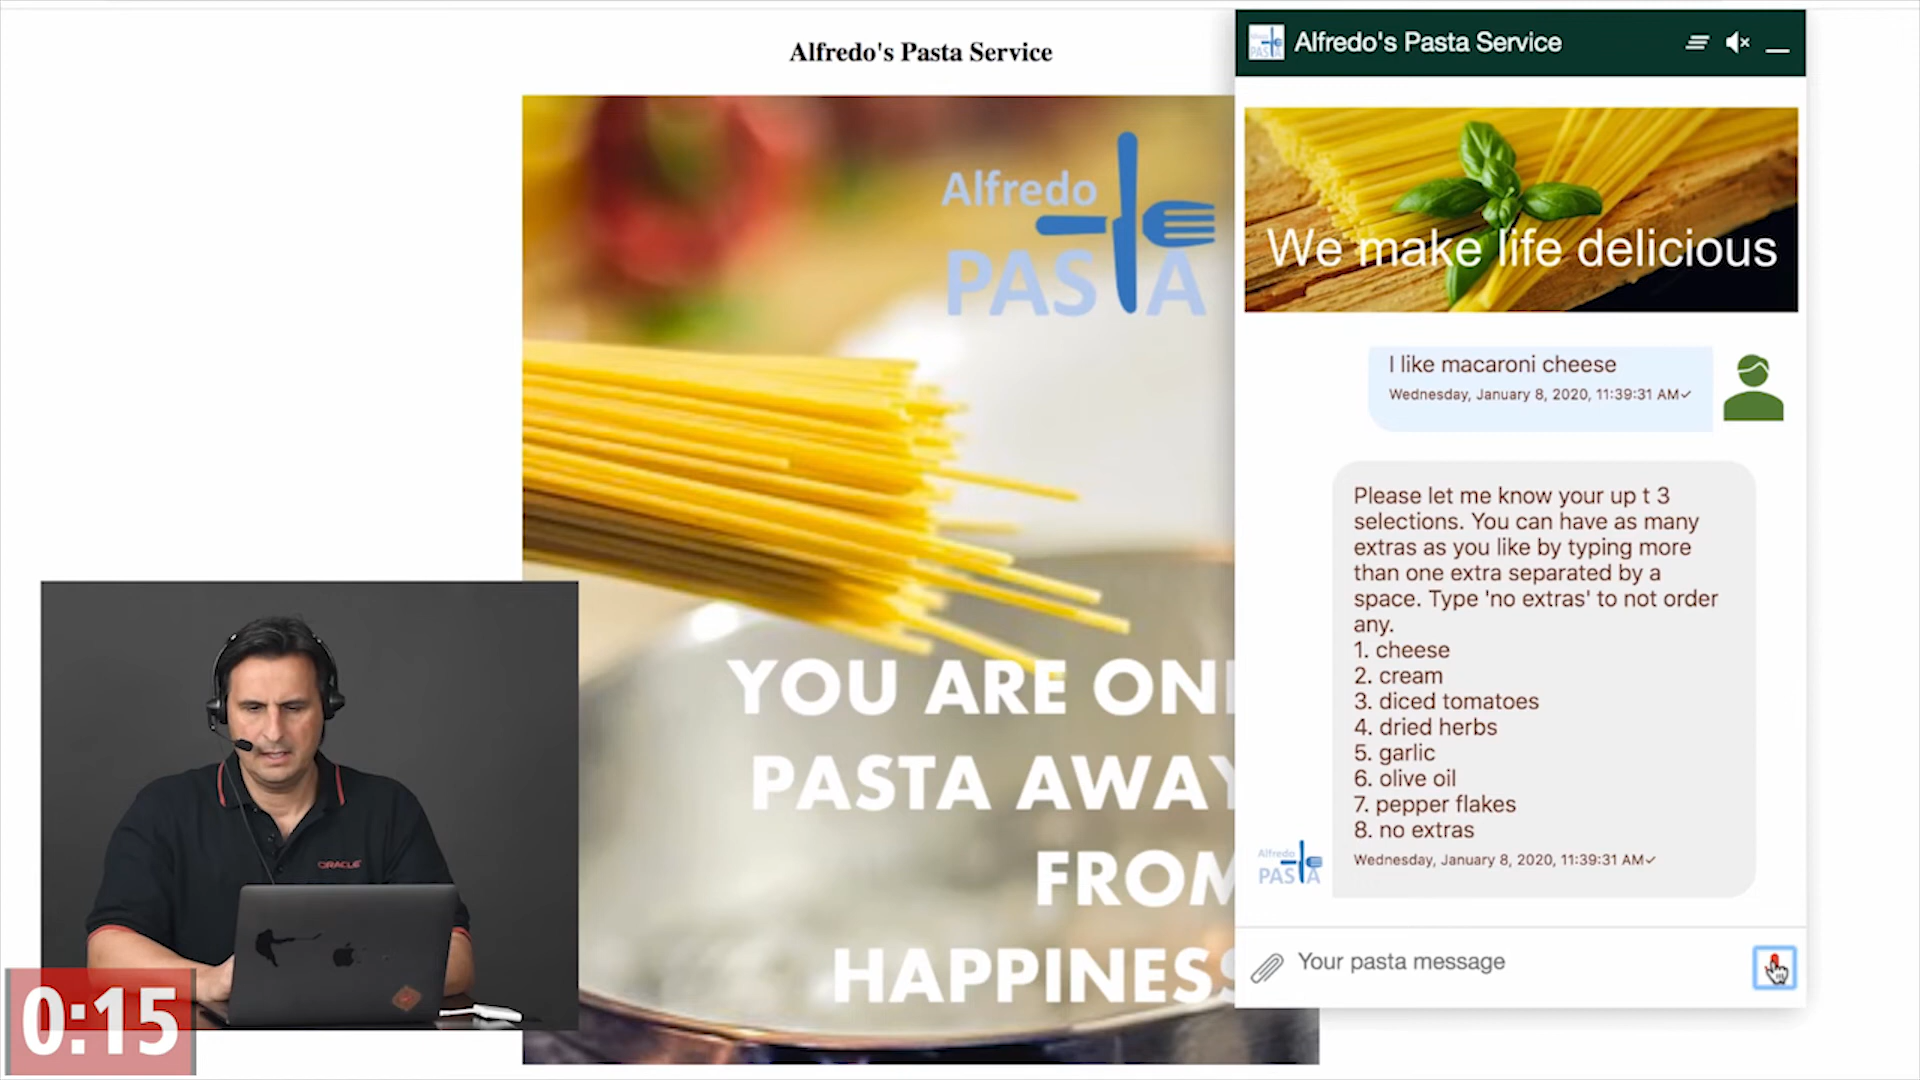 Alfredo's Pasta Service
Alfredo
PASTA
YOU ARE ON
PASTA AWAY
FROM
HAPPINESS
ORACLE
0:15
Alfredo's Pasta Service
We make life delicious
I like macaroni cheese
Wednesday, January 8, 2020, 11:39:31 AM✓
Please let me know your up t 3
selections. You can have as many
extras as you like by typing more
than one extra separated by a
space. Type 'no extras' to not order
any.
1. cheese
2. cream
3. diced tomatoes
4. dried herbs
5. garlic
6. olive oil
7. pepper flakes
8. no extras
Wednesday, January 8, 2020, 11:39:31 AM✓
Alfredo
PASTA
Your pasta message